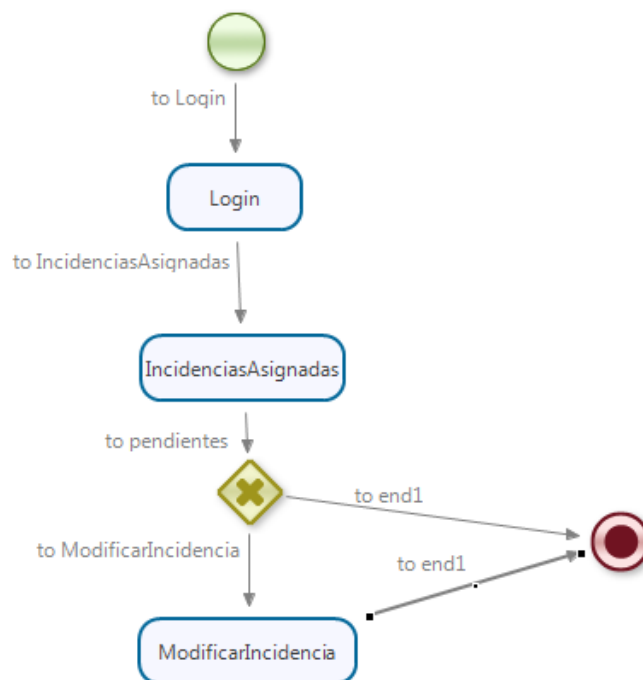 to Login
Login
to IncidenciasAsignadas
IncidenciasAsignadas
to pendientes
to end1
to ModificarIncidencia
to end1
ModificarIncidencia